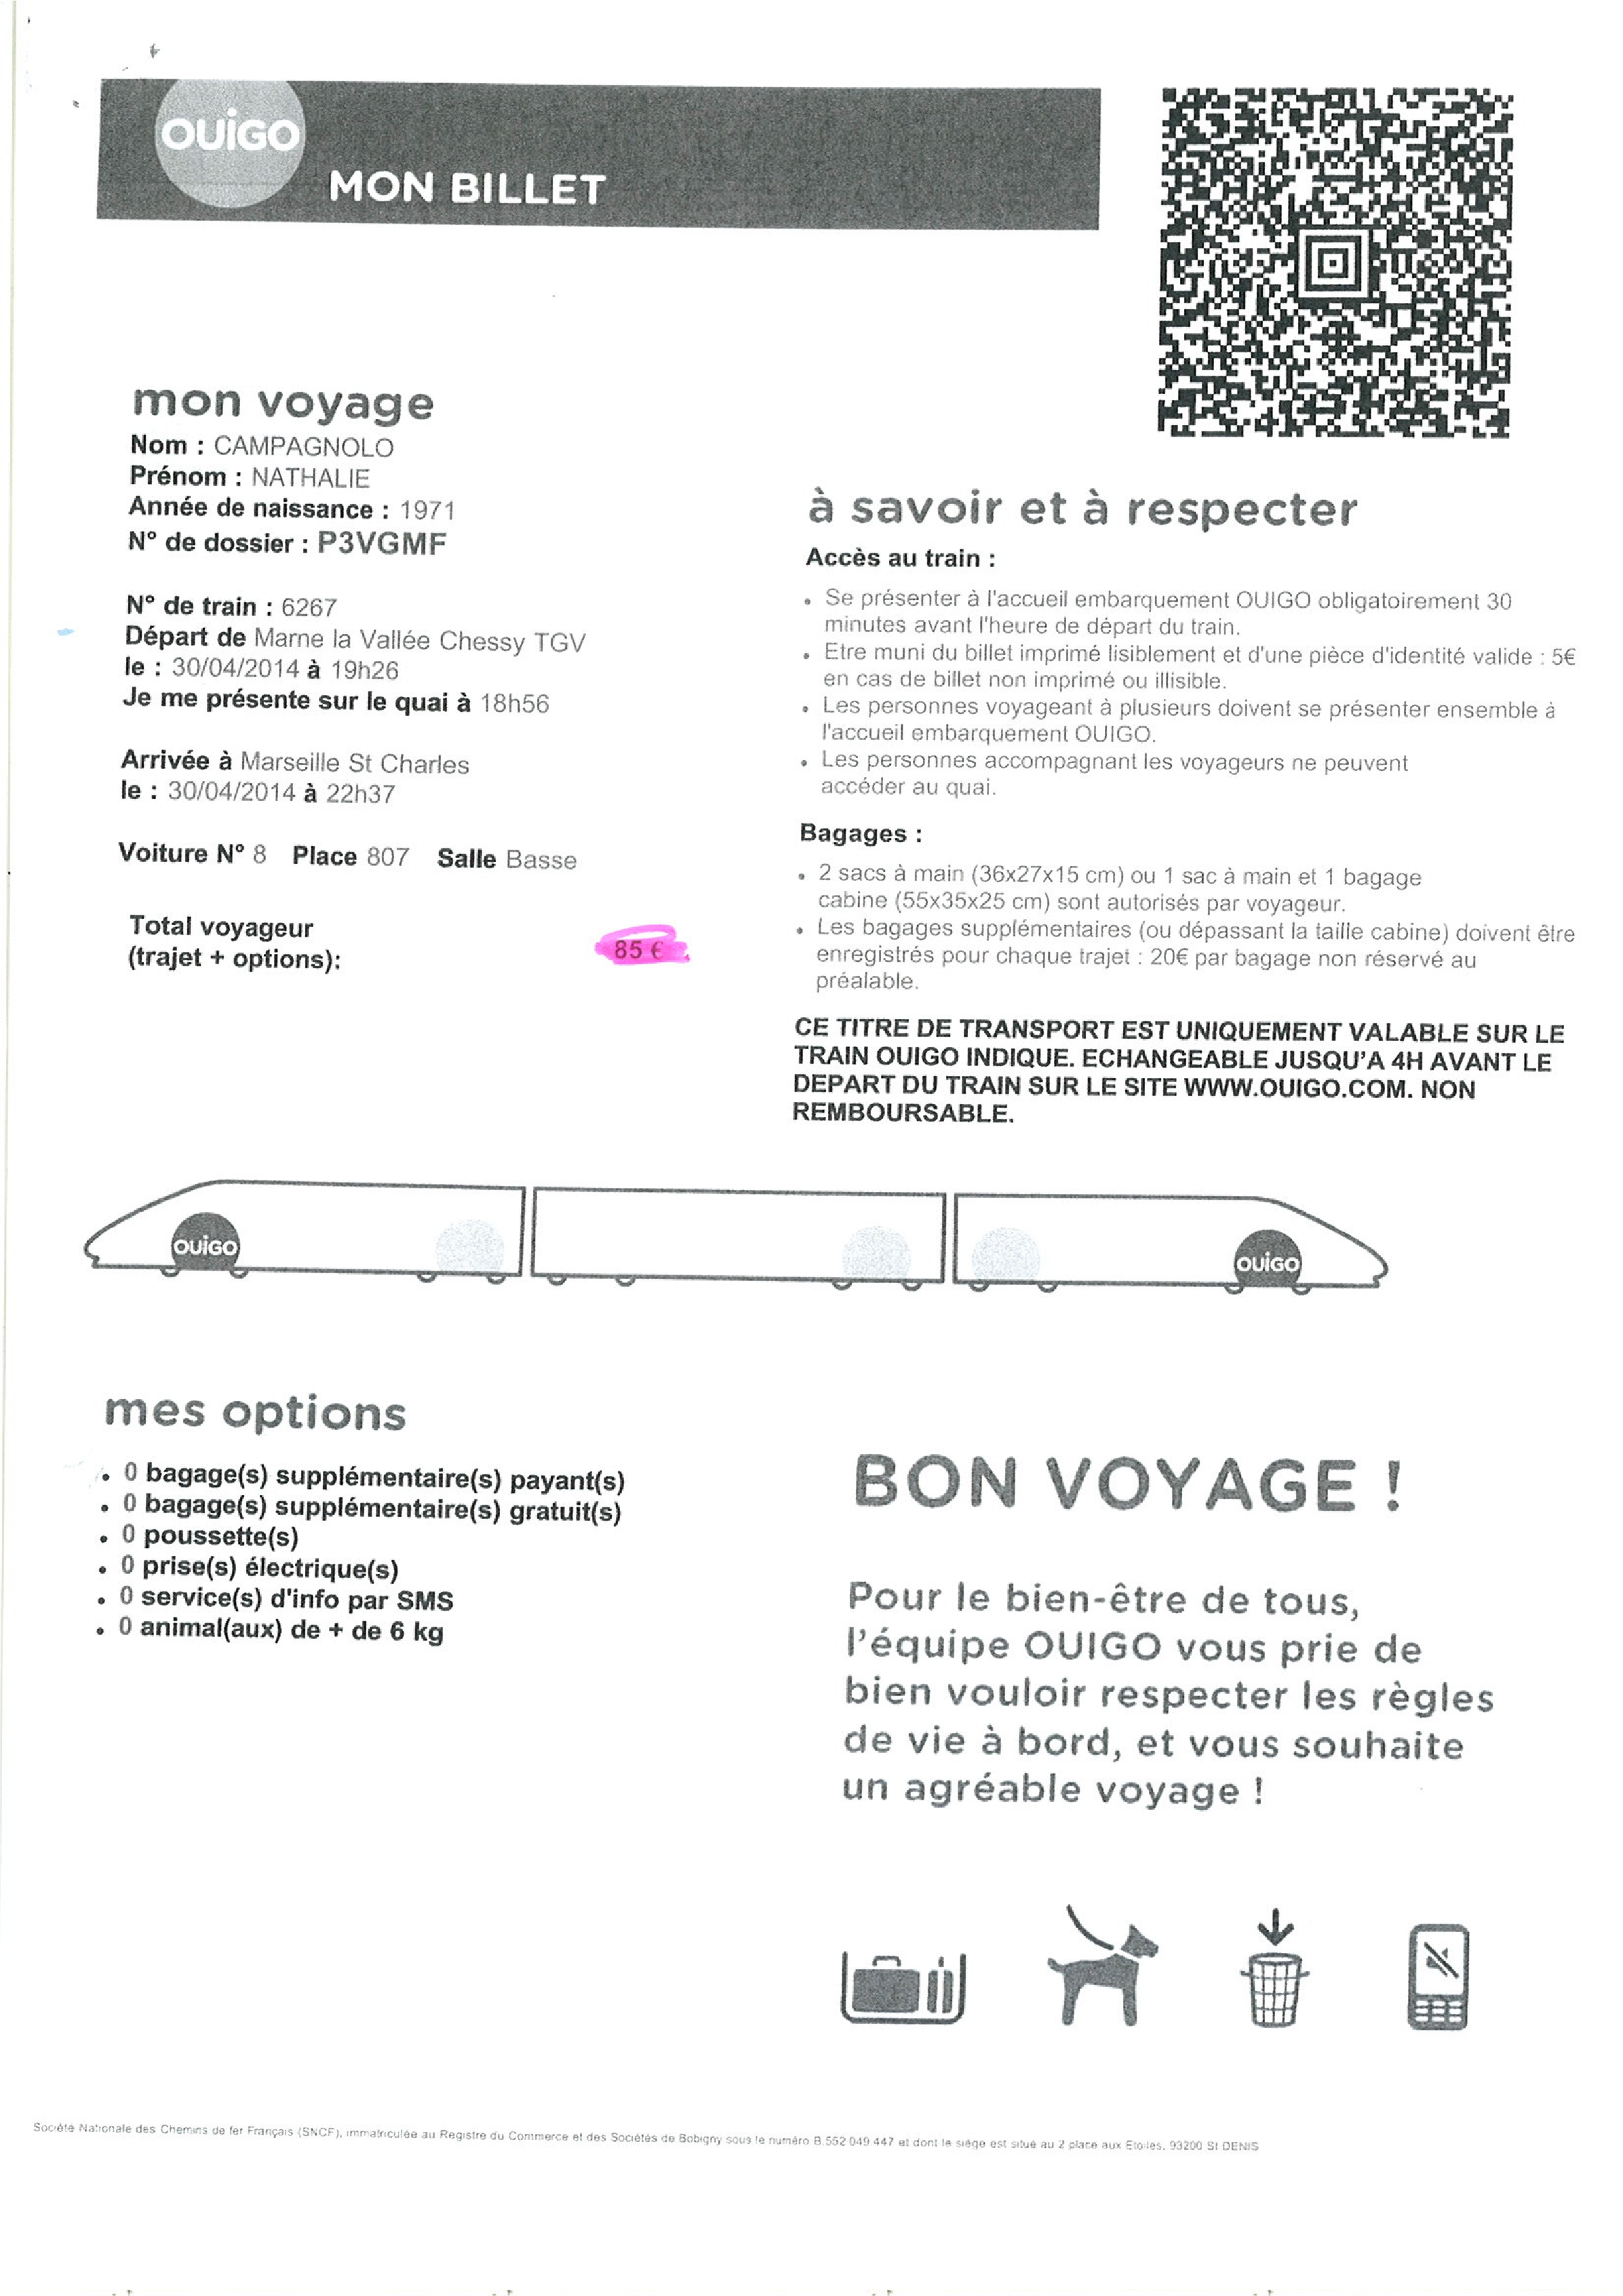 OUIGO
MON BILLET
mon voyage
Nom : CAMPAGNOLO
Prénom : NATHALIE
Année de naissance : 1971
N° de dossier : P3VGMF
N° de train : 6267
Départ de Marne la Vallée Chessy TGV
le : 30/04/2014 à 19h26
Je me présente sur le quai à 18h56
Arrivée à Marseille St Charles
le : 30/04/2014 à 22h37
Voiture N° 8 Place 807 Salle Basse
Total voyageur
(trajet + options): 85 €
à savoir et à respecter
Accès au train :
• Se présenter à l'accueil embarquement OUIGO obligatoirement 30
minutes avant l'heure de départ du train.
• Etre muni du billet imprimé lisiblement et d'une pièce d'identité valide : 5€
en cas de billet non imprimé ou illisible.
• Les personnes voyageant à plusieurs doivent se présenter ensemble à
l'accueil embarquement OUIGO.
• Les personnes accompagnant les voyageurs ne peuvent
accéder au quai.
Bagages :
• 2 sacs à main (36x27x15 cm) ou 1 sac à main et 1 bagage
cabine (55x35x25 cm) sont autorisés par voyageur.
• Les bagages supplémentaires (ou dépassant la taille cabine) doivent être
enregistrés pour chaque trajet : 20€ par bagage non réservé au
préalable.
CE TITRE DE TRANSPORT EST UNIQUEMENT VALABLE SUR LE
TRAIN OUIGO INDIQUE. ECHANGEABLE JUSQU'A 4H AVANT LE
DEPART DU TRAIN SUR LE SITE WWW.OUIGO.COM. NON
REMBOURSABLE.
OUIGO
OUIGO
mes options
• 0 bagage(s) supplémentaire(s) payant(s)
• 0 bagage(s) supplémentaire(s) gratuit(s)
• 0 poussette(s)
• 0 prise(s) électrique(s)
• 0 service(s) d'info par SMS
• 0 animal(aux) de + de 6 kg
BON VOYAGE !
Pour le bien-être de tous,
l'équipe OUIGO vous prie de
bien vouloir respecter les règles
de vie à bord, et vous souhaite
un agréable voyage !
Société Nationale des Chemins de fer Français (SNCF), immatriculée au Registre du Commerce et des Sociétés de Bobigny sous le numéro B 552 049 447 et dont le siège est situé au 2 place aux Etoiles, 93200 St DENIS